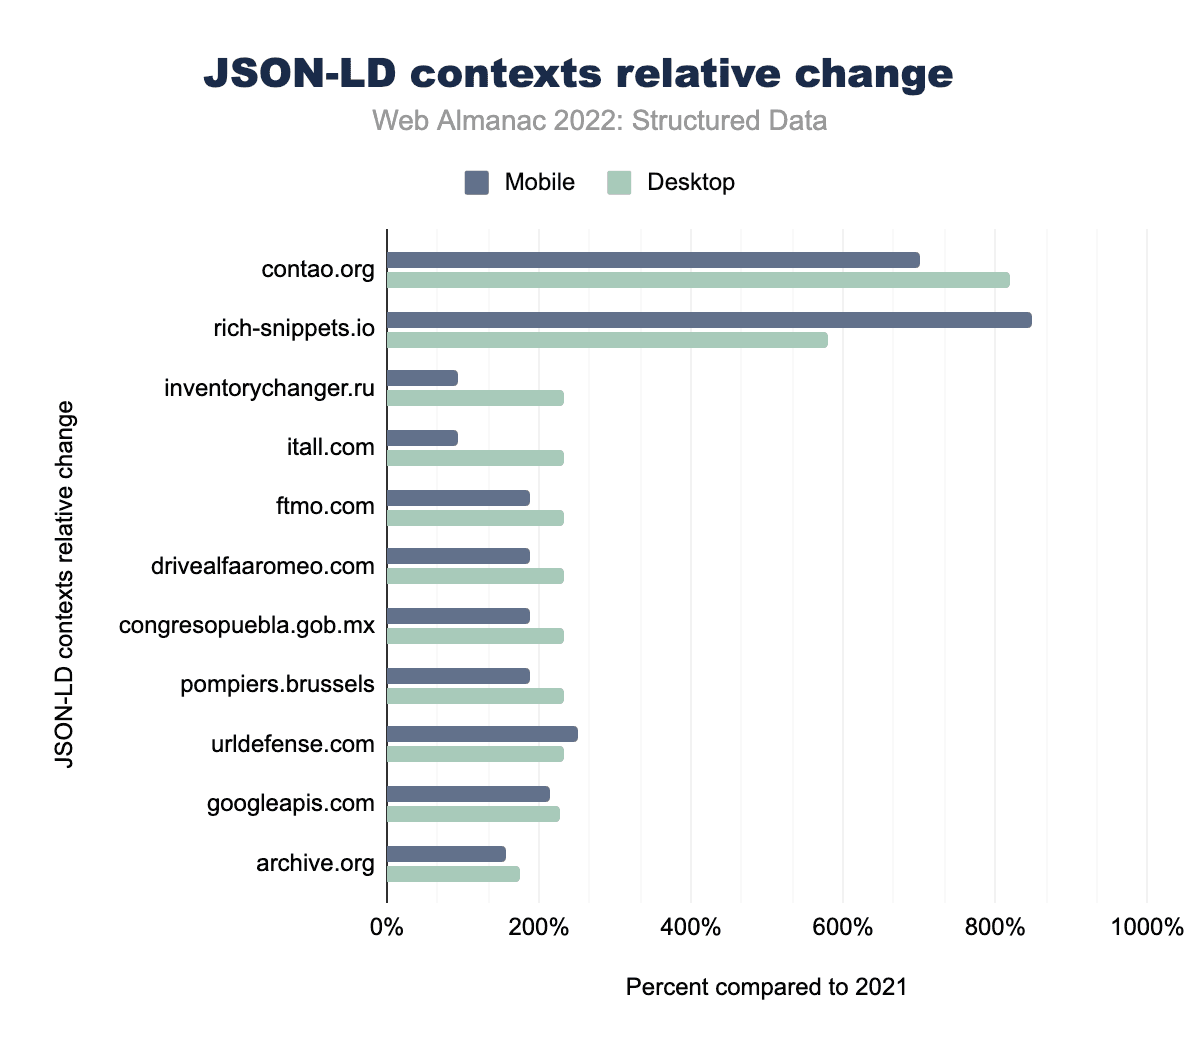 JSON-LD contexts relative change
Web Almanac 2022: Structured Data
Mobile
Desktop
JSON-LD contexts relative change
contao.org
rich-snippets.io
inventorychanger.ru
itall.com
ftmo.com
drivealfaaromeo.com
congresopuebla.gob.mx
pompiers.brussels
urldefense.com
googleapis.com
archive.org
0% 200% 400% 600% 800% 1000%
Percent compared to 2021